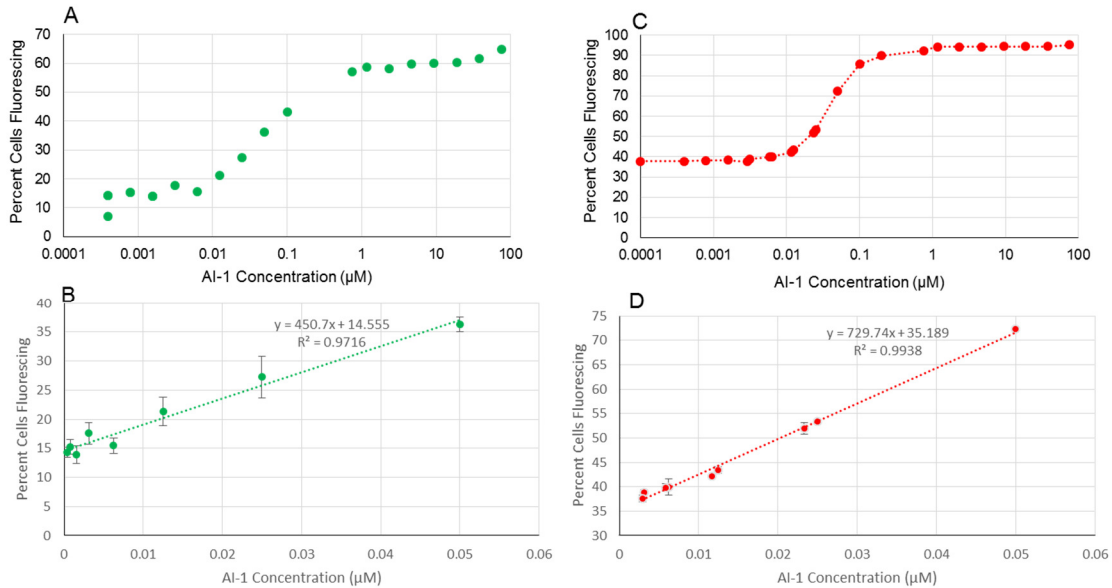 A
Percent Cells Fluorescing
70
60
50
40
30
20
10
0
0.0001 0.001 0.01 0.1 1 10 100
AI-1 Concentration (µM)
C
Percent Cells Fluorescing
100
90
80
70
60
50
40
30
20
10
0
0.0001 0.001 0.01 0.1 1 10 100
AI-1 Concentration (µM)
B
Percent Cells Fluorescing
40
35
30
25
20
15
10
5
0
y = 450.7x + 14.555
R² = 0.9716
0 0.01 0.02 0.03 0.04 0.05 0.06
AI-1 Concentration (µM)
D
Percent Cells Fluorescing
75
70
65
60
55
50
45
40
35
30
y = 729.74x + 35.189
R² = 0.9938
0 0.01 0.02 0.03 0.04 0.05 0.06
AI-1 Concentration (µM)